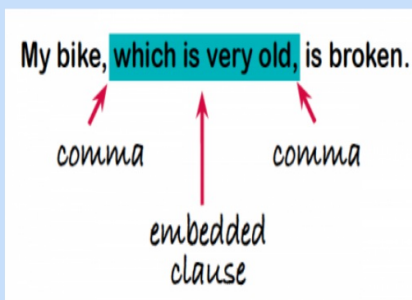 My bike, which is very old, is broken.
comma comma
embedded
clause